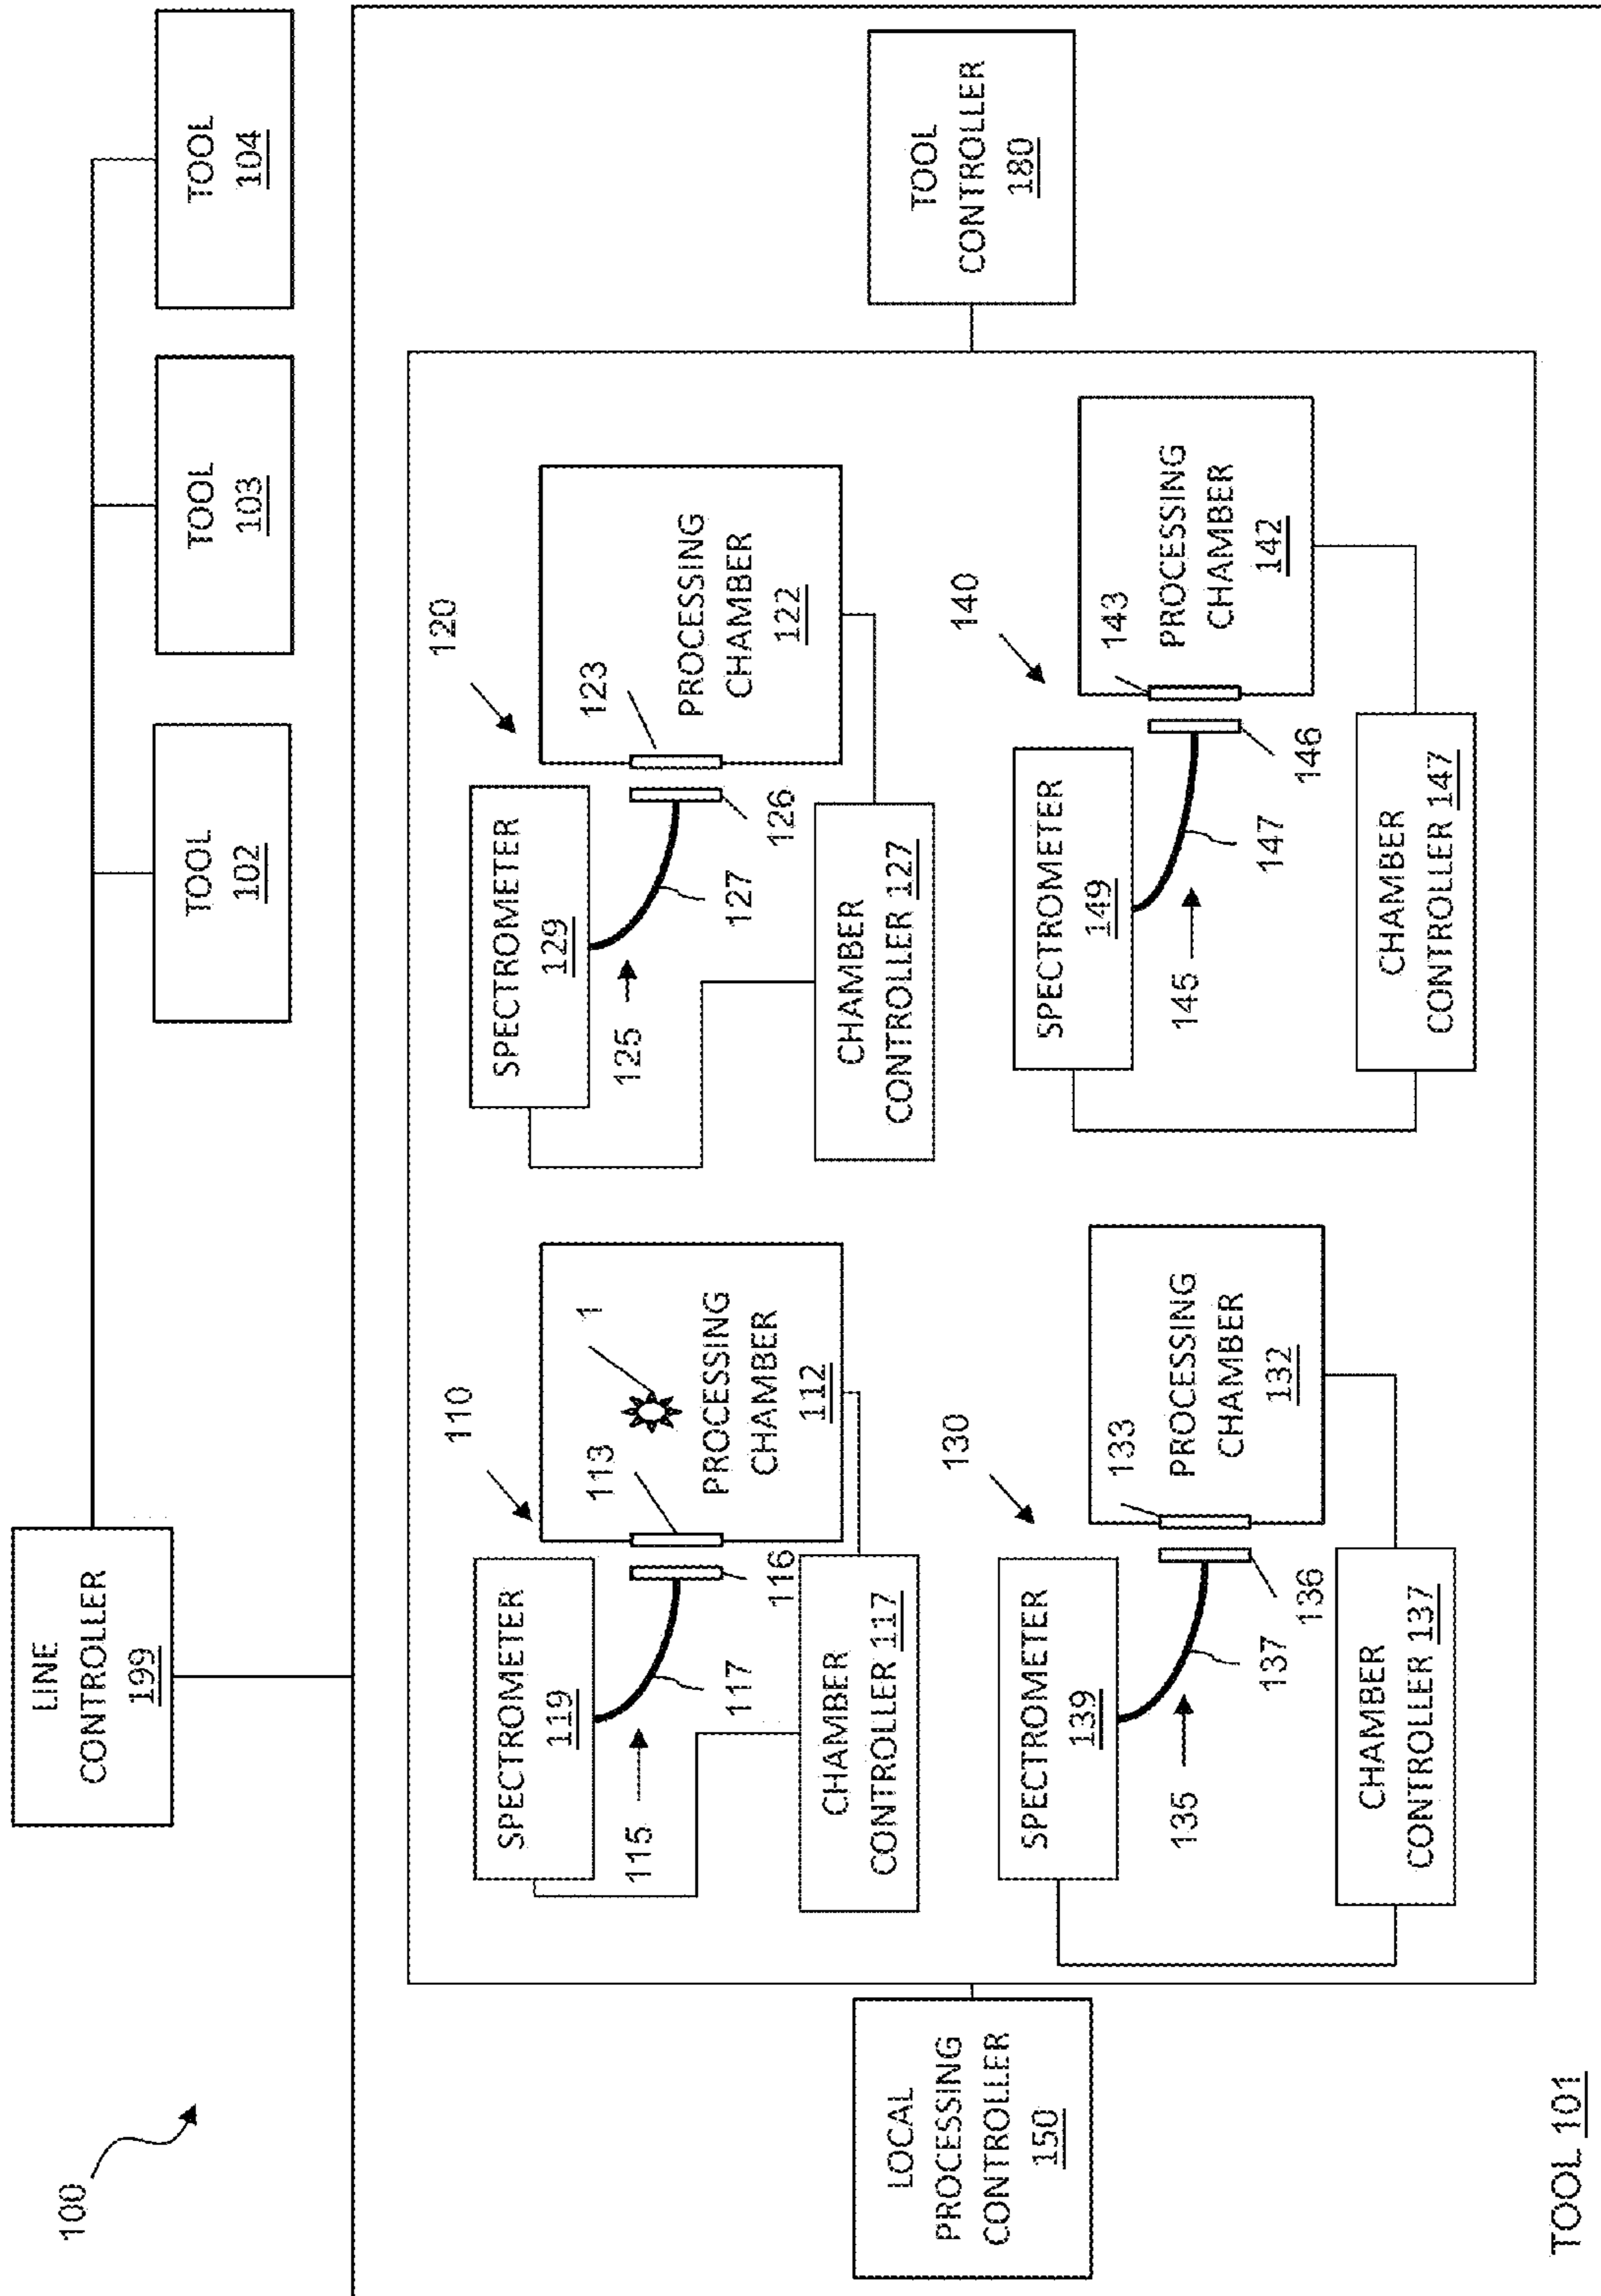 100
LINE
CONTROLLER
199
TOOL
102
TOOL
103
TOOL
104
LOCAL
PROCESSING
CONTROLLER
150
110
SPECTROMETER
119
115
117
116
113
1
PROCESSING
CHAMBER
112
CHAMBER
CONTROLLER 117
120
SPECTROMETER
129
125
127
126
123
PROCESSING
CHAMBER
122
CHAMBER
CONTROLLER 127
130
SPECTROMETER
139
135
137
136
133
PROCESSING
CHAMBER
132
CHAMBER
CONTROLLER 137
140
SPECTROMETER
149
145
147
146
143
PROCESSING
CHAMBER
142
CHAMBER
CONTROLLER 147
TOOL
CONTROLLER
180
TOOL 101